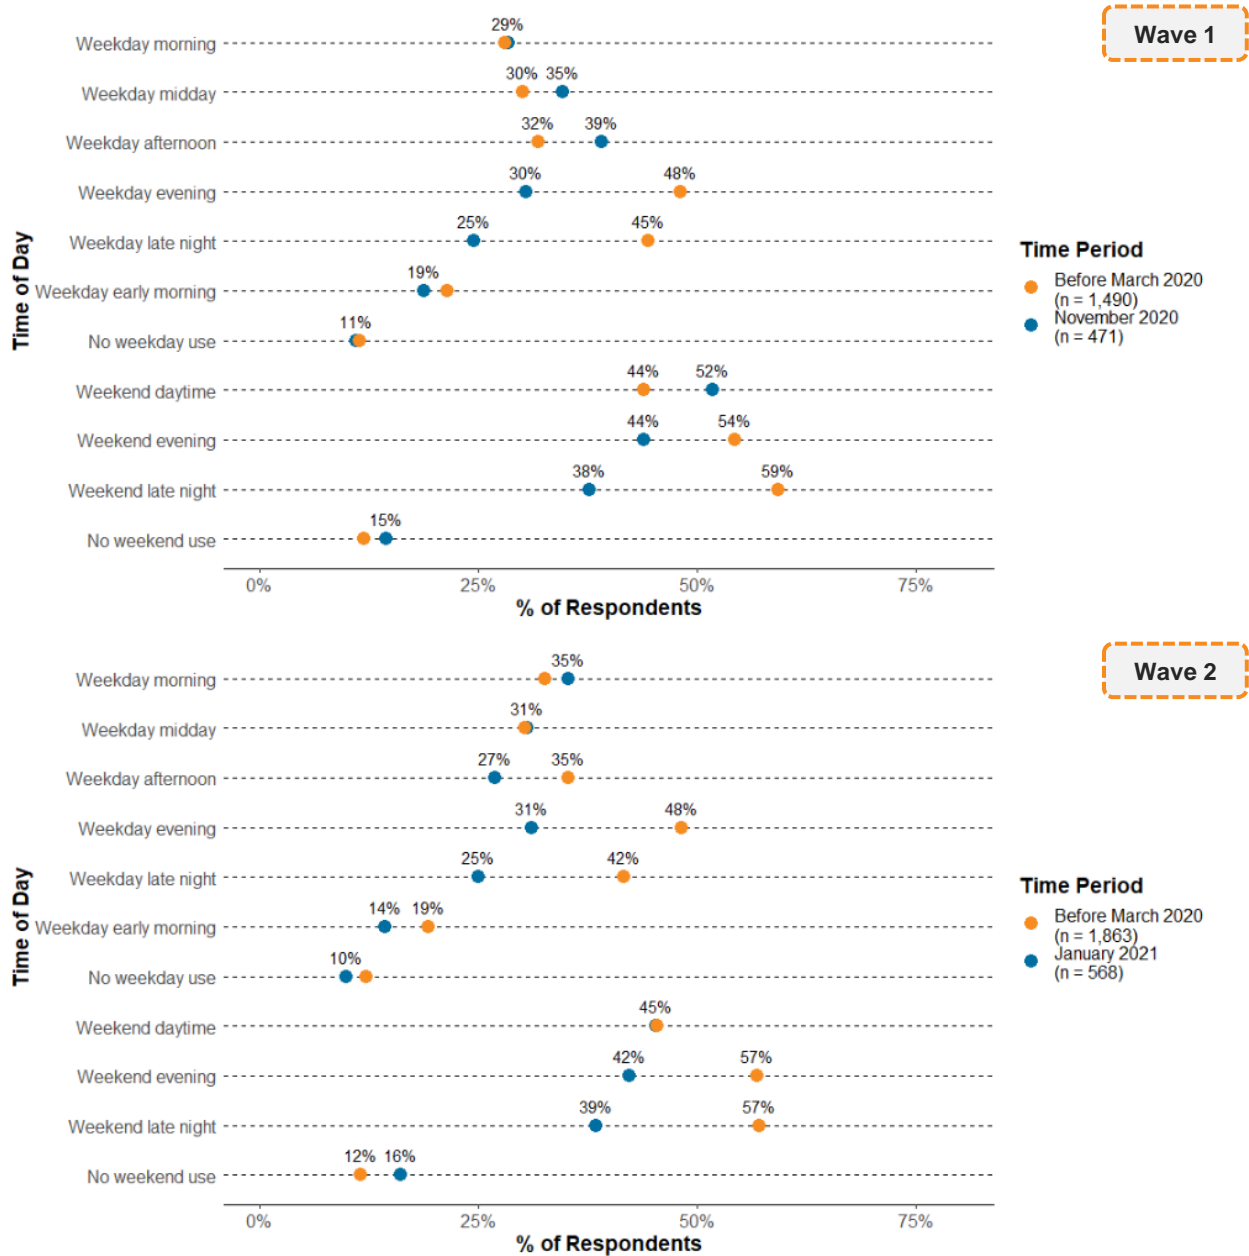 Wave 1
29%
Weekday morning
30% 35%
Weekday midday
32% 39%
Weekday afternoon
30% 48%
Weekday evening
25% 45%
Weekday late night
19%
Weekday early morning
11%
No weekday use
44% 52%
Weekend daytime
44% 54%
Weekend evening
38% 59%
Weekend late night
15%
No weekend use
Time of Day
0% 25% 50% 75%
% of Respondents
Time Period
Before March 2020
(n = 1,490)
November 2020
(n = 471)
Wave 2
35%
Weekday morning
31%
Weekday midday
27% 35%
Weekday afternoon
31% 48%
Weekday evening
25% 42%
Weekday late night
14% 19%
Weekday early morning
10%
No weekday use
45%
Weekend daytime
42% 57%
Weekend evening
39% 57%
Weekend late night
12% 16%
No weekend use
Time of Day
0% 25% 50% 75%
% of Respondents
Time Period
Before March 2020
(n = 1,863)
January 2021
(n = 568)